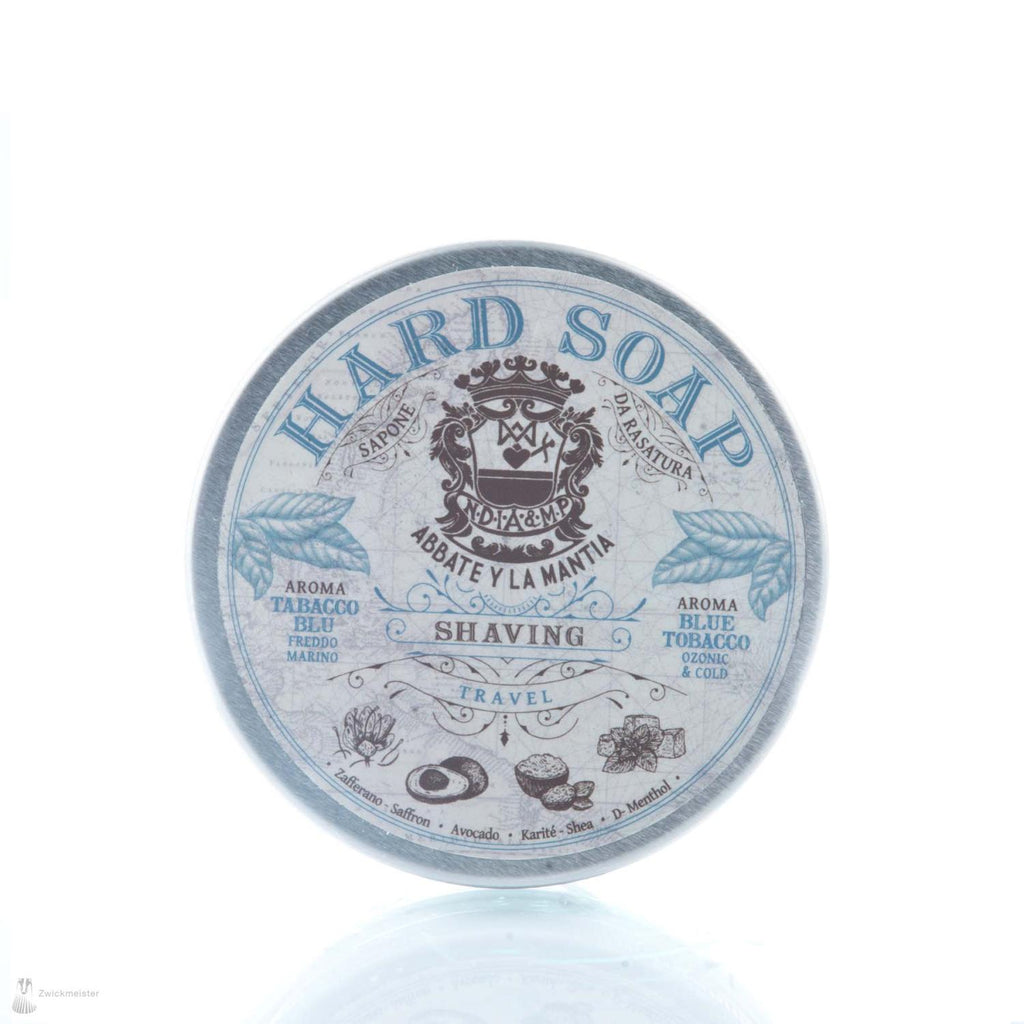 HARD SOAP
SAPONE
DA RASATURA
N·D·I·A&·M·P
ABBATE Y LA MANTIA
AROMA
TABACCO
BLU
FREDDO
MARINO
SHAVING
TRAVEL
AROMA
BLUE
TOBACCO
OZONIC
& COLD
· Zafferano - Saffron · Avocado · Karité - Shea · D- Menthol ·
Zwickmeister